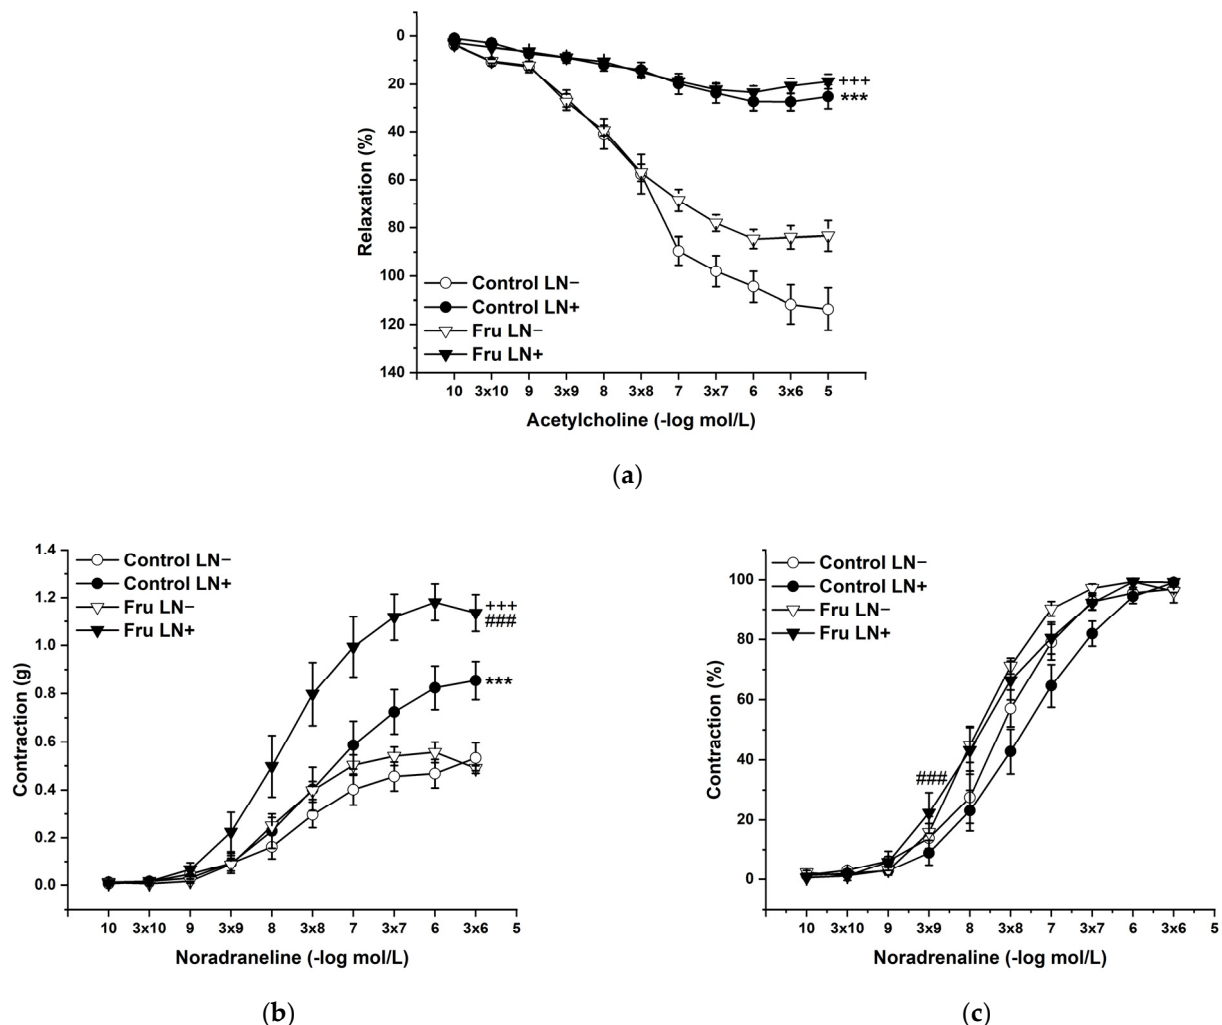 0
20
40
60
80
100
120
140
Relaxation (%)
+++
***
Control LN−
Control LN+
Fru LN−
Fru LN+
10 3x10 9 3x9 8 3x8 7 3x7 6 3x6 5
Acetylcholine (-log mol/L)
(a)
1.4
1.2
1.0
0.8
0.6
0.4
0.2
0.0
Contraction (g)
Control LN−
Control LN+
Fru LN−
Fru LN+
+++
###
***
10 3x10 9 3x9 8 3x8 7 3x7 6 3x6 5
Noradraneline (-log mol/L)
(b)
100
80
60
40
20
0
Contraction (%)
Control LN−
Control LN+
Fru LN−
Fru LN+
###
10 3x10 9 3x9 8 3x8 7 3x7 6 3x6 5
Noradrenaline (-log mol/L)
(c)